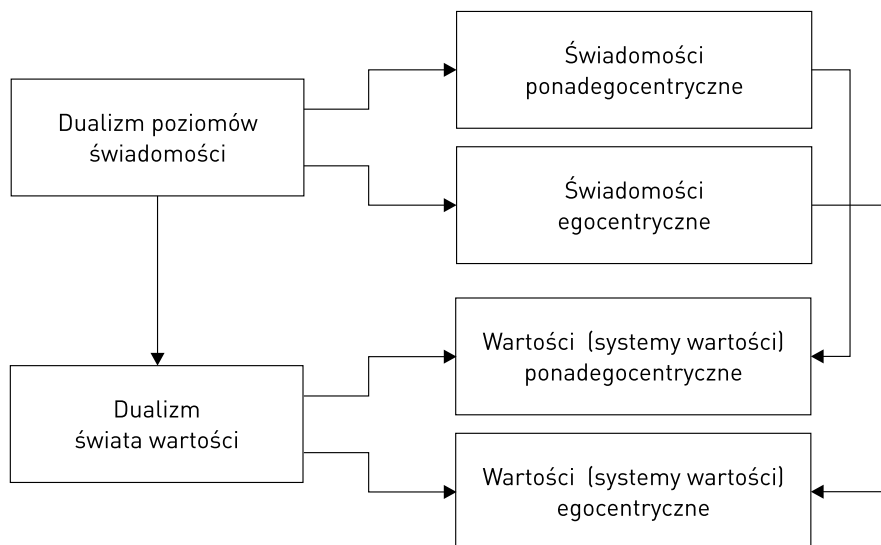 Świadomości
ponadegocentryczne
Dualizm poziomów
świadomości
Świadomości
egocentryczne
Wartości (systemy wartości)
ponadegocentryczne
Dualizm
świata wartości
Wartości (systemy wartości)
egocentryczne